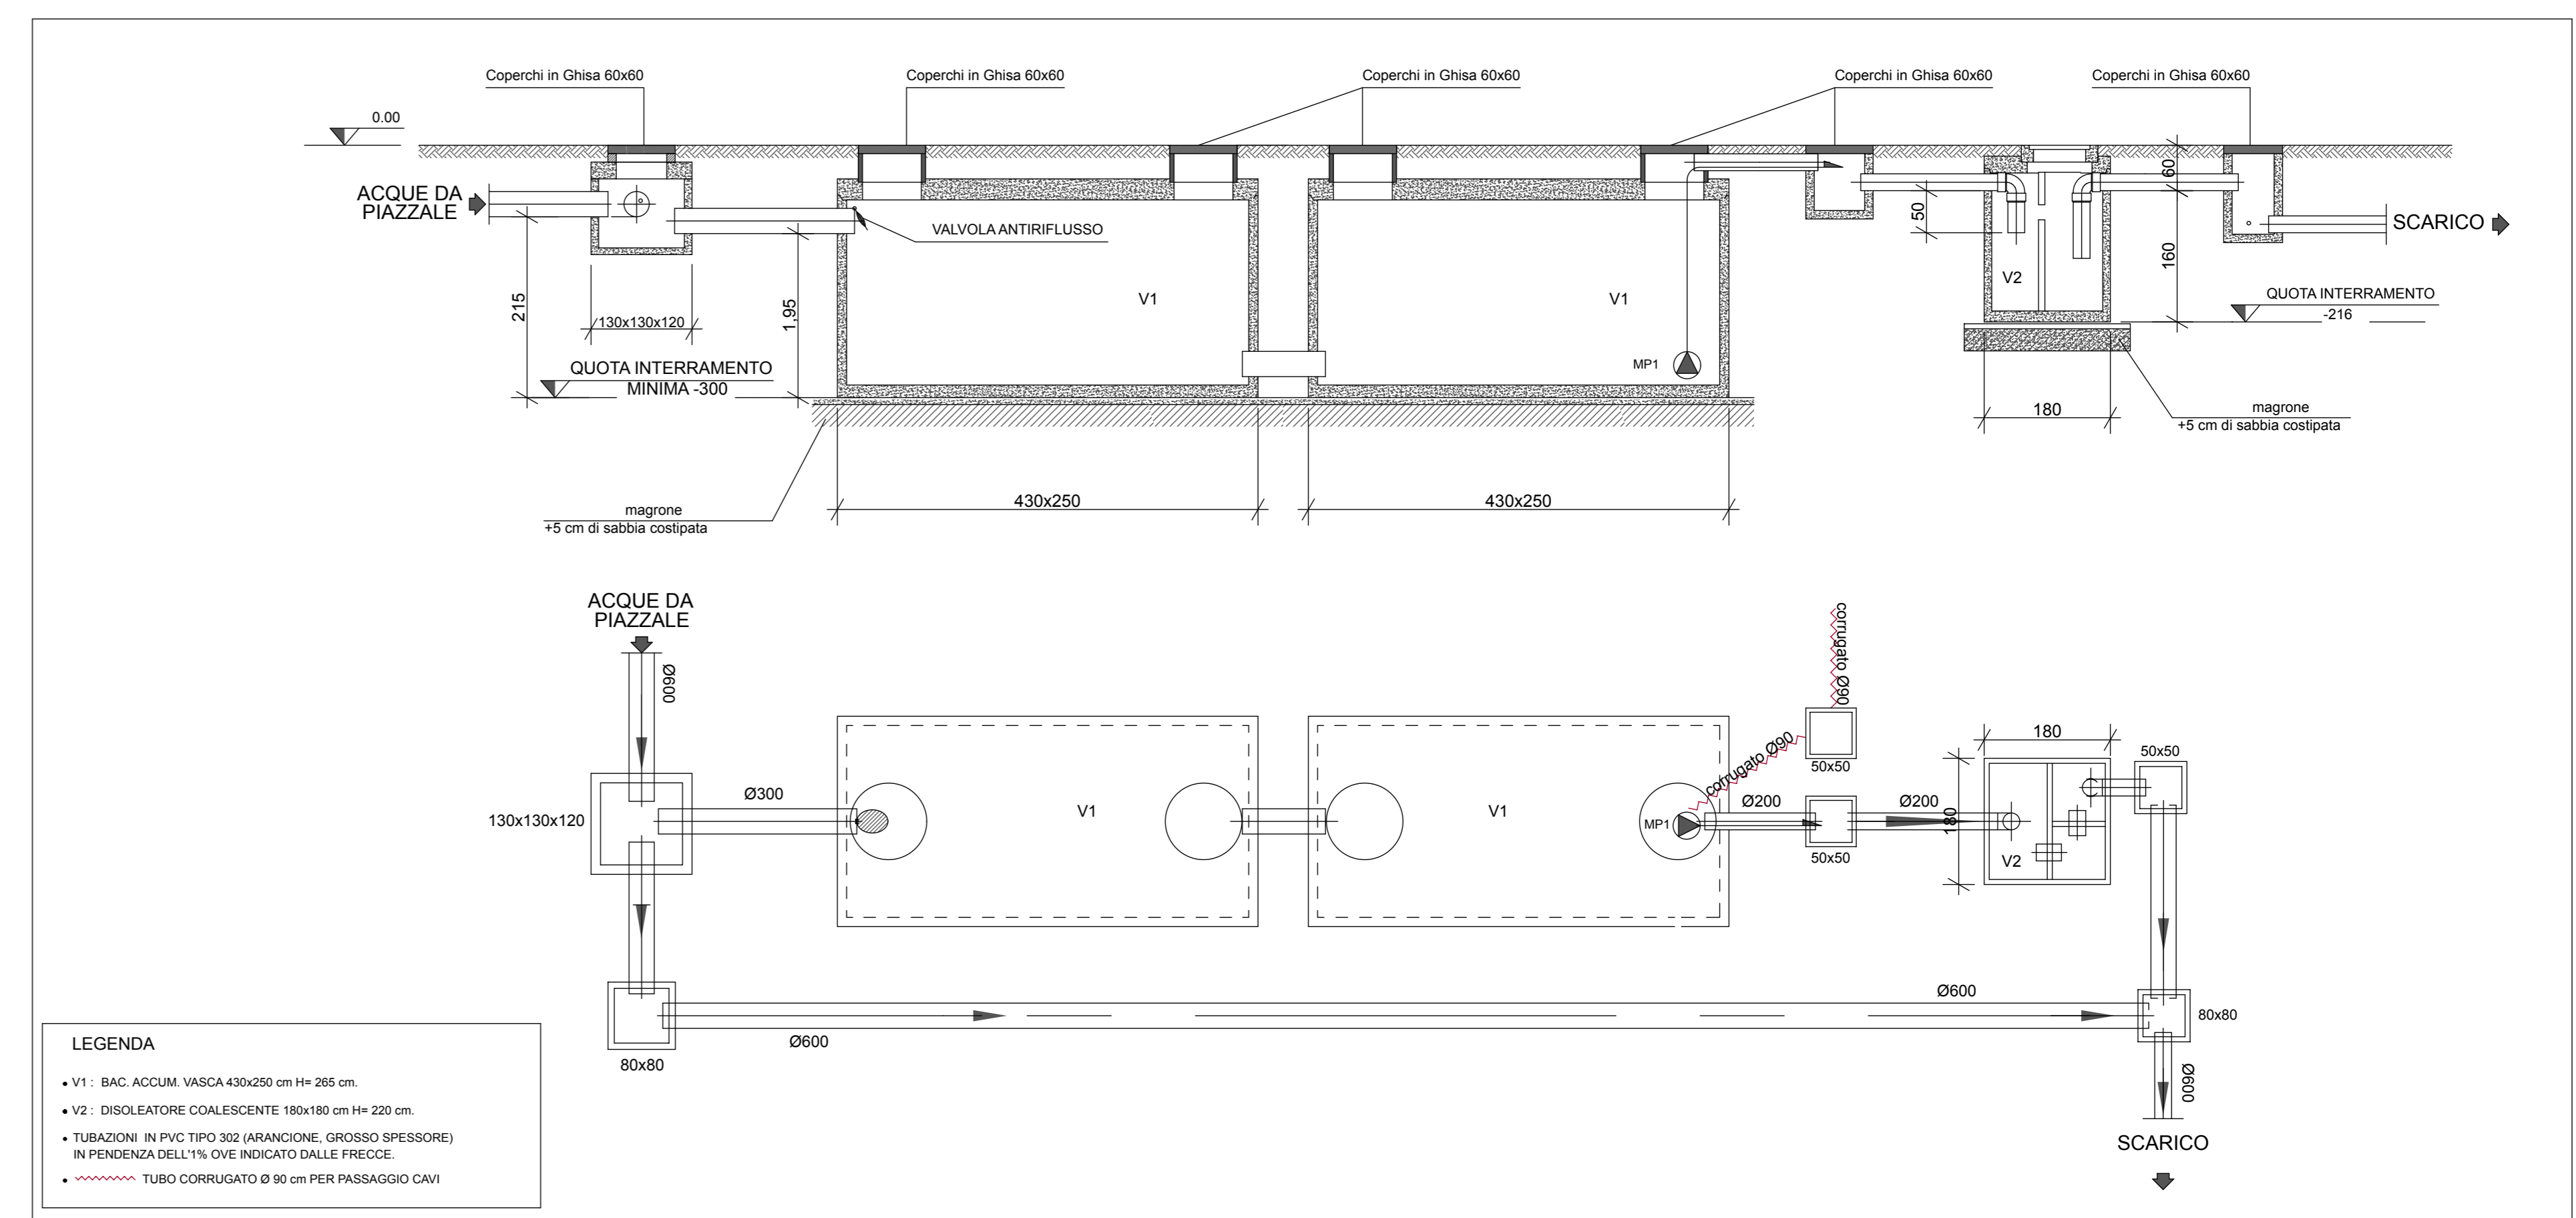 Coperchi in Ghisa 60x60
Coperchi in Ghisa 60x60
Coperchi in Ghisa 60x60
Coperchi in Ghisa 60x60
Coperchi in Ghisa 60x60
0.00
ACQUE DA
PIAZZALE
VALVOLA ANTIRIFLUSSO
60
50
160
SCARICO
V1
V1
V2
215
130x130x120
1,95
QUOTA INTERRAMENTO
-216
QUOTA INTERRAMENTO
MINIMA -300
MP1
180
magrone
+5 cm di sabbia costipata
430x250
430x250
magrone
+5 cm di sabbia costipata
ACQUE DA
PIAZZALE
Ø600
corrugato Ø90
corrugato Ø90
50x50
180
50x50
130x130x120
Ø300
V1
V1
MP1
Ø200
50x50
Ø200
180
V2
Ø600
Ø600
80x80
80x80
Ø600
SCARICO
LEGENDA
• V1 : BAC. ACCUM. VASCA 430x250 cm H= 265 cm.
• V2 : DISOLEATORE COALESCENTE 180x180 cm H= 220 cm.
• TUBAZIONI IN PVC TIPO 302 (ARANCIONE, GROSSO SPESSORE)
IN PENDENZA DELL'1% OVE INDICATO DALLE FRECCE.
• TUBO CORRUGATO Ø 90 cm PER PASSAGGIO CAVI